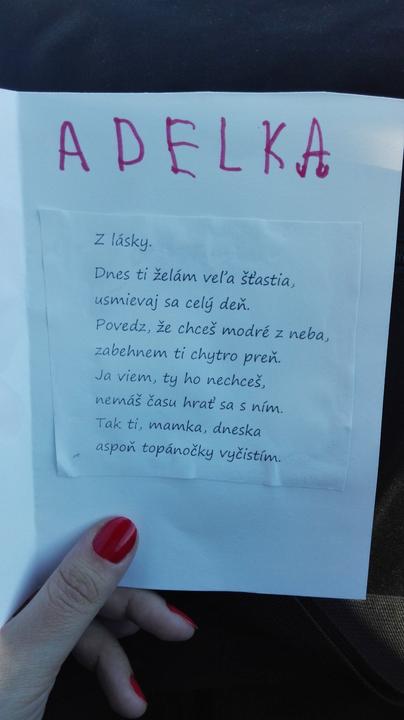 ADELKA
Z lásky.
Dnes ti želám veľa šťastia,
usmievaj sa celý deň.
Povedz, že chceš modré z neba,
zabehnem ti chytro preň.
Ja viem, ty ho nechceš,
nemáš času hrať sa s ním.
Tak ti, mamka, dneska
aspoň topánočky vyčistím.